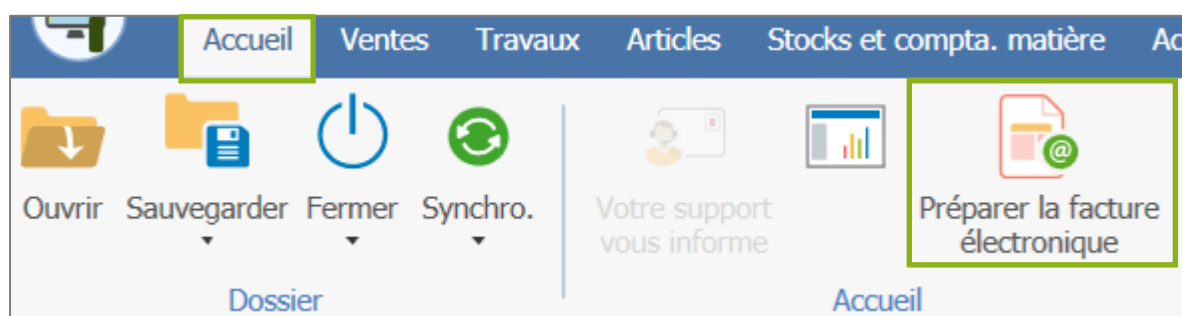 Accueil Ventes Travaux Articles Stocks et compta. matière Ac
Ouvrir Sauvegarder Fermer Synchro. Votre support Préparer la facture
vous informe électronique
Dossier Accueil